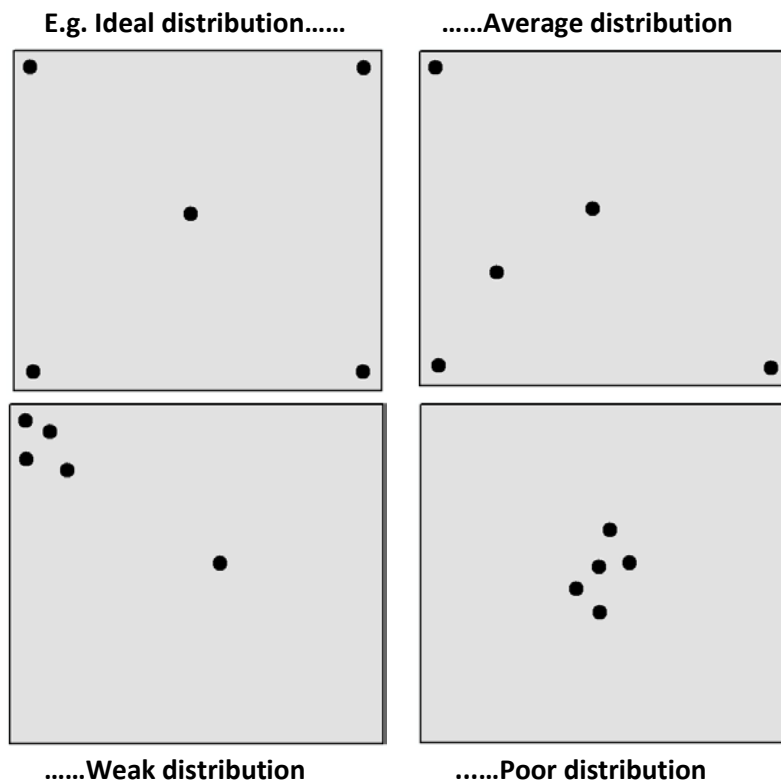 E.g. Ideal distribution......
......Average distribution
......Weak distribution
......Poor distribution